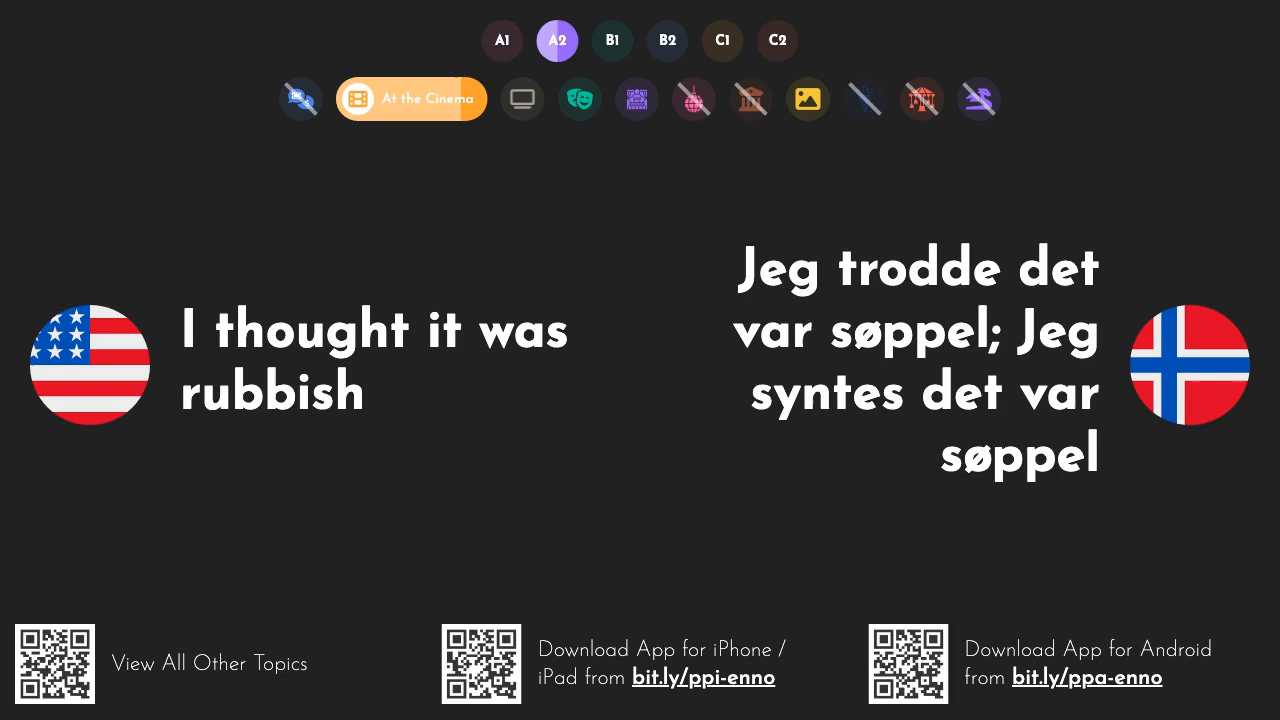 A1 A2 B1 B2 C1 C2
At the Cinema
I thought it was
rubbish
Jeg trodde det
var søppel; Jeg
syntes det var
søppel
View All Other Topics
Download App for iPhone /
iPad from bit.ly/ppi-enno
Download App for Android
from bit.ly/ppa-enno